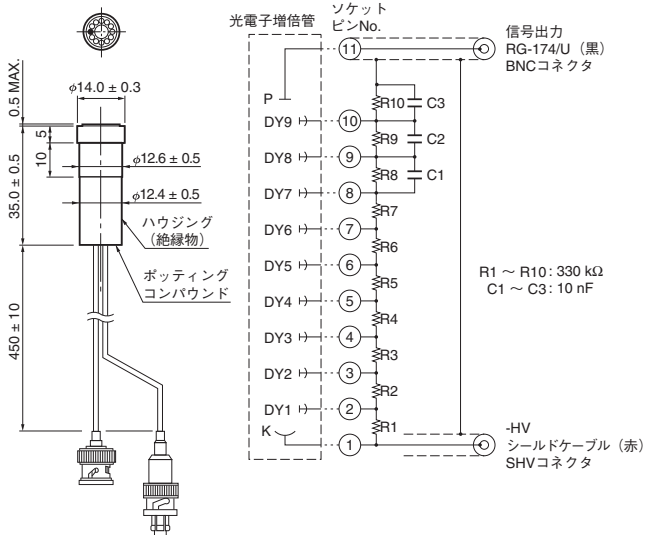 0.5 MAX.
φ14.0 ± 0.3
35.0 ± 0.5
5
10
φ12.6 ± 0.5
φ12.4 ± 0.5
ハウジング
（絶縁物）
ポッティング
コンパウンド
450 ± 10
光電子増倍管
ソケット
ピンNo.
信号出力
RG-174/U（黒）
BNCコネクタ
11
P
R10
C3
DY9
10
R9
C2
DY8
9
R8
C1
DY7
8
R7
DY6
7
R6
DY5
6
R5
DY4
5
R4
DY3
4
R3
DY2
3
R2
DY1
2
R1
K
1
R1 ～ R10 : 330 kΩ
C1 ～ C3 : 10 nF
-HV
シールドケーブル（赤）
SHVコネクタ